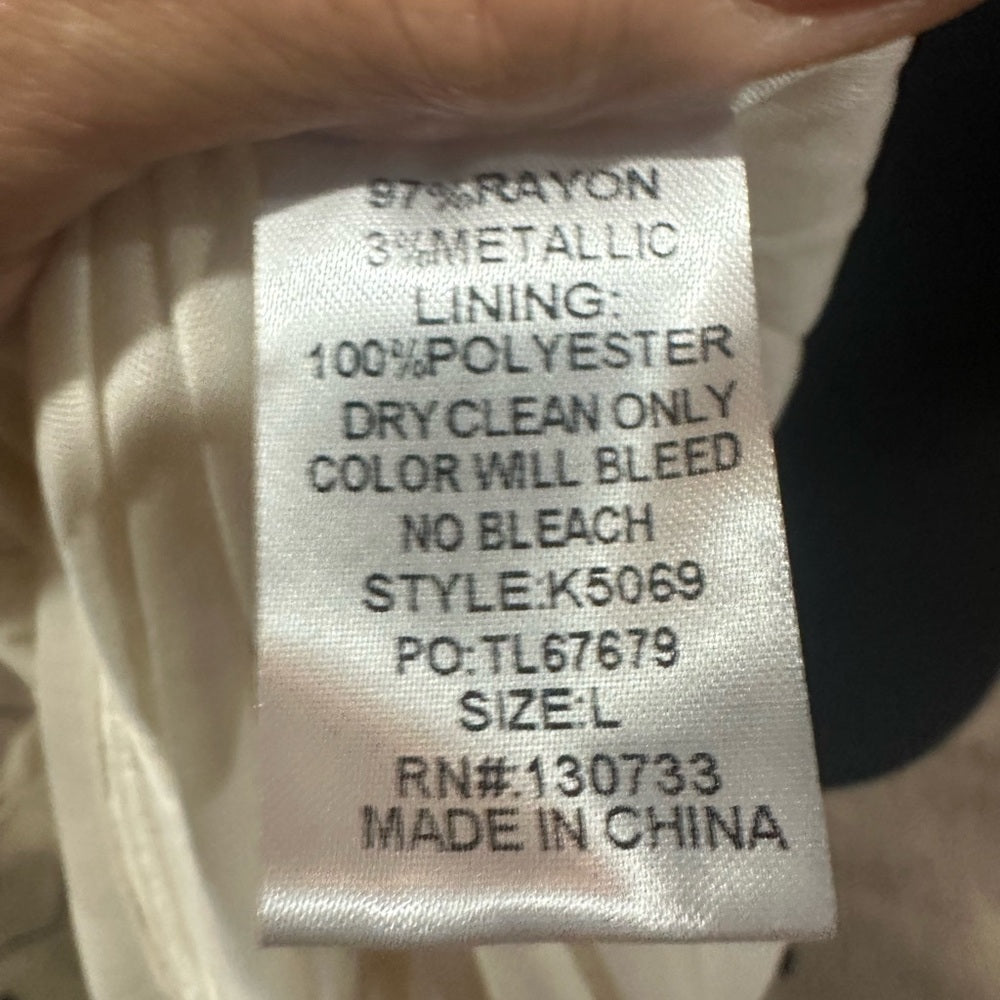 97%RAYON
3%METALLIC
LINING:
100%POLYESTER
DRY CLEAN ONLY
COLOR WILL BLEED
NO BLEACH
STYLE:K5069
PO:TL67679
SIZE:L
RN#:130733
MADE IN CHINA